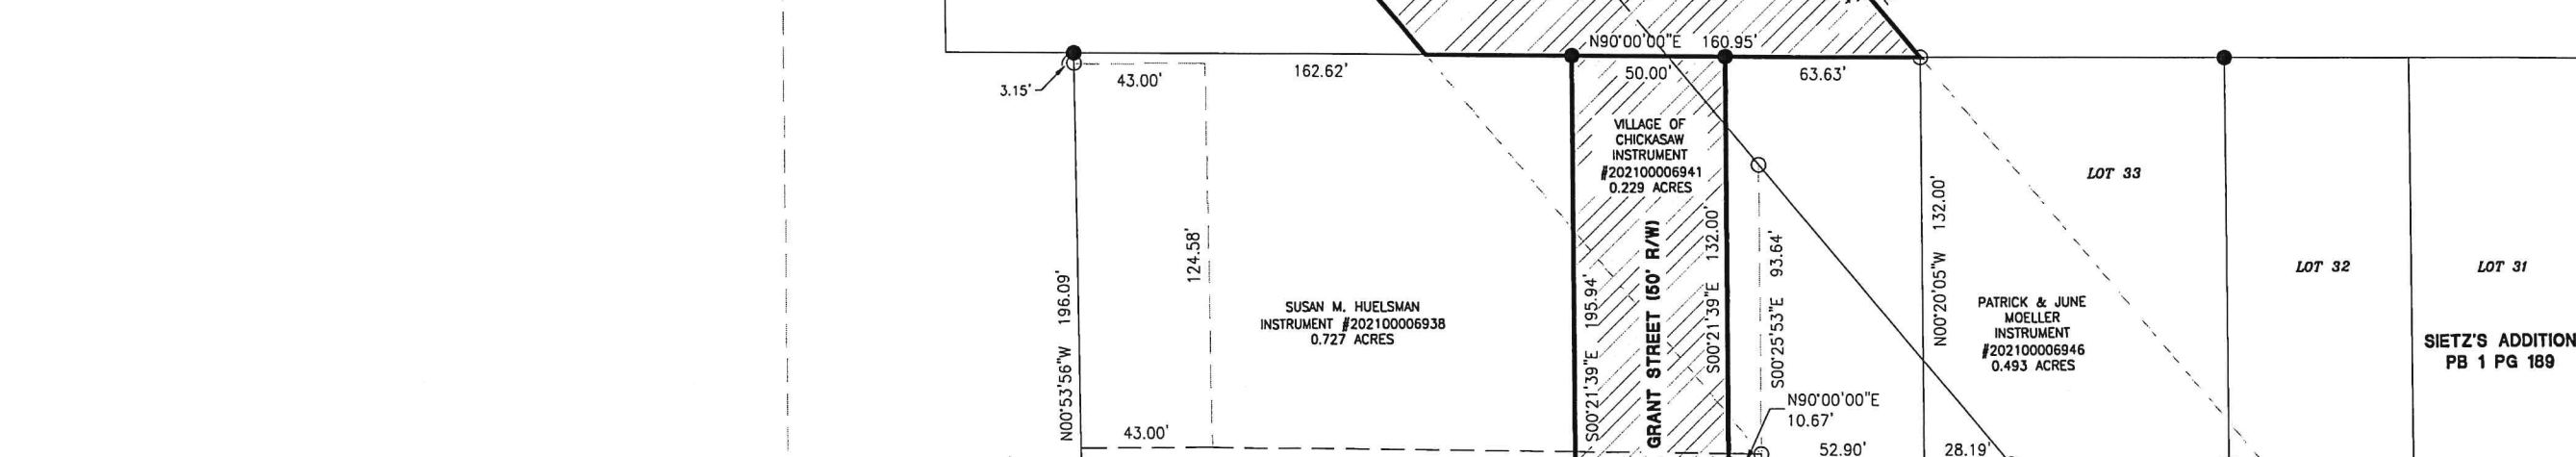 N90°00'00"E 160.95'
3.15'
43.00'
162.62'
50.00'
63.63'
VILLAGE OF
CHICKASAW
INSTRUMENT
#202100006941
0.229 ACRES
LOT 33
124.58'
N00°53'56"W 196.09'
SUSAN M. HUELSMAN
INSTRUMENT #202100006938
0.727 ACRES
S00°21'39"E 195.94'
GRANT STREET (50' R/W)
S00°21'39"E 132.00'
S00°25'53"E 93.64'
N00°20'05"W 132.00'
PATRICK & JUNE
MOELLER
INSTRUMENT
#202100006946
0.493 ACRES
LOT 32
LOT 31
SIETZ'S ADDITION
PB 1 PG 189
N90°00'00"E
10.67'
43.00'
52.90'
28.19'